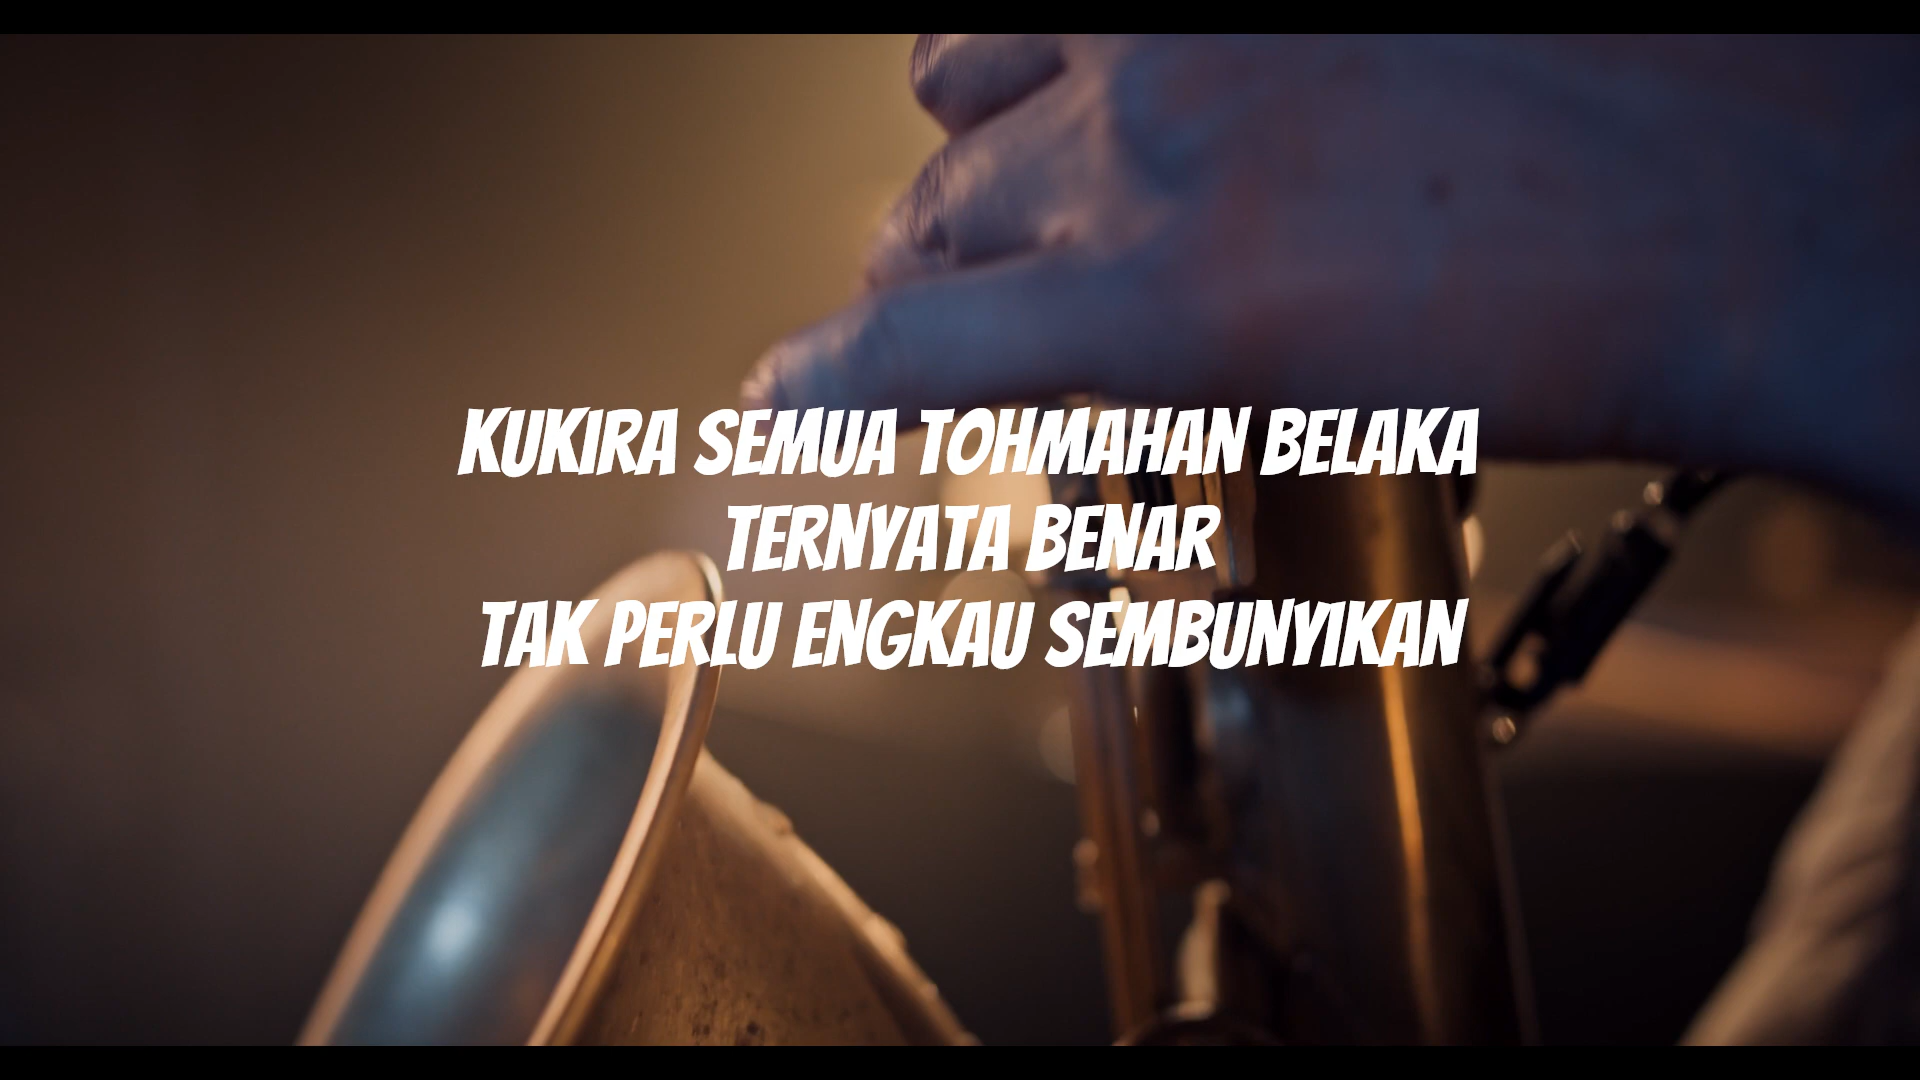 KUKIRA SEMUA TOHMAHAN BELAKA
TERNYATA BENAR
TAK PERLU ENGKAU SEMBUNYIKAN